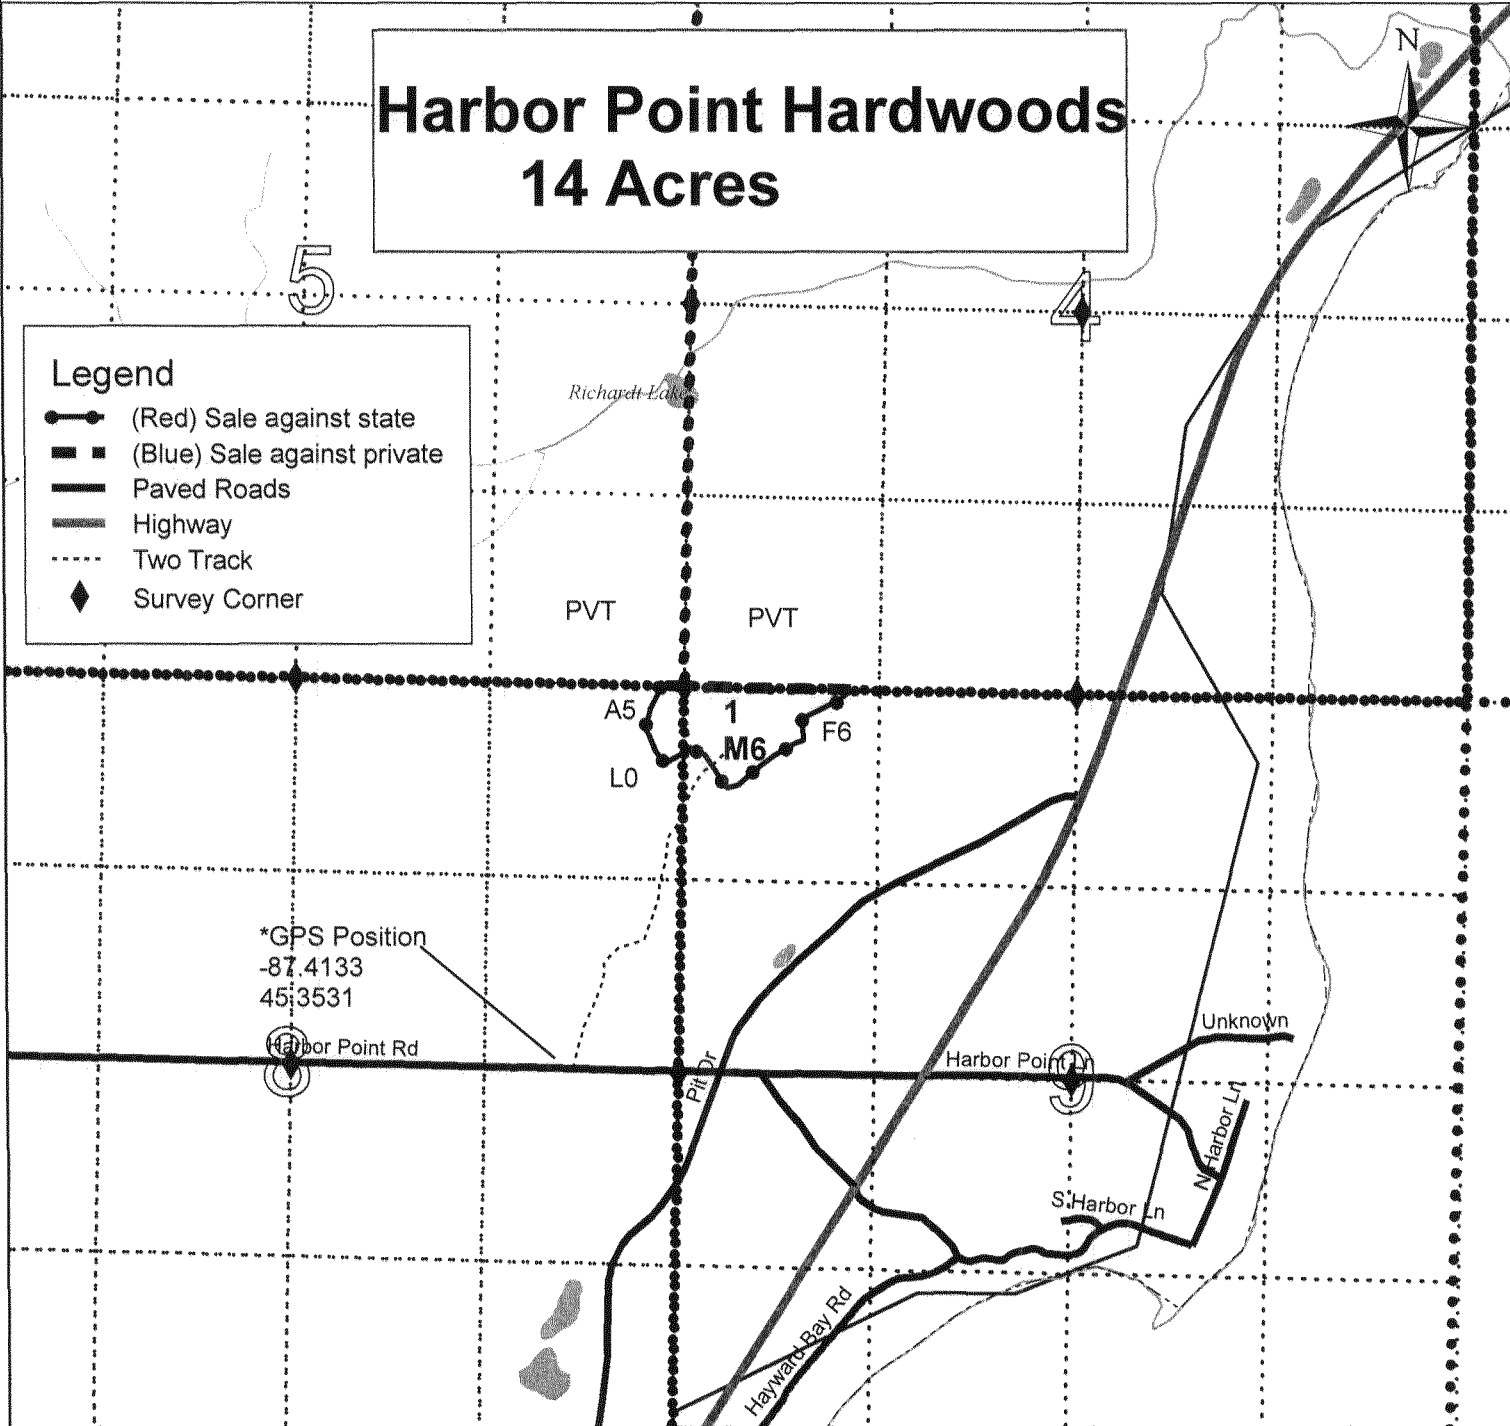 N
Harbor Point Hardwoods
14 Acres
5
4
Legend
(Red) Sale against state
(Blue) Sale against private
Paved Roads
Highway
Two Track
Survey Corner
Richardt Lake
PVT
PVT
A5
1
M6
F6
L0
*GPS Position
-87.4133
45.3531
8
Harbor Point Rd
Pit Dr
Harbor Point Ln
9
Unknown
N Harbor Ln
S Harbor Ln
Hayward Bay Rd